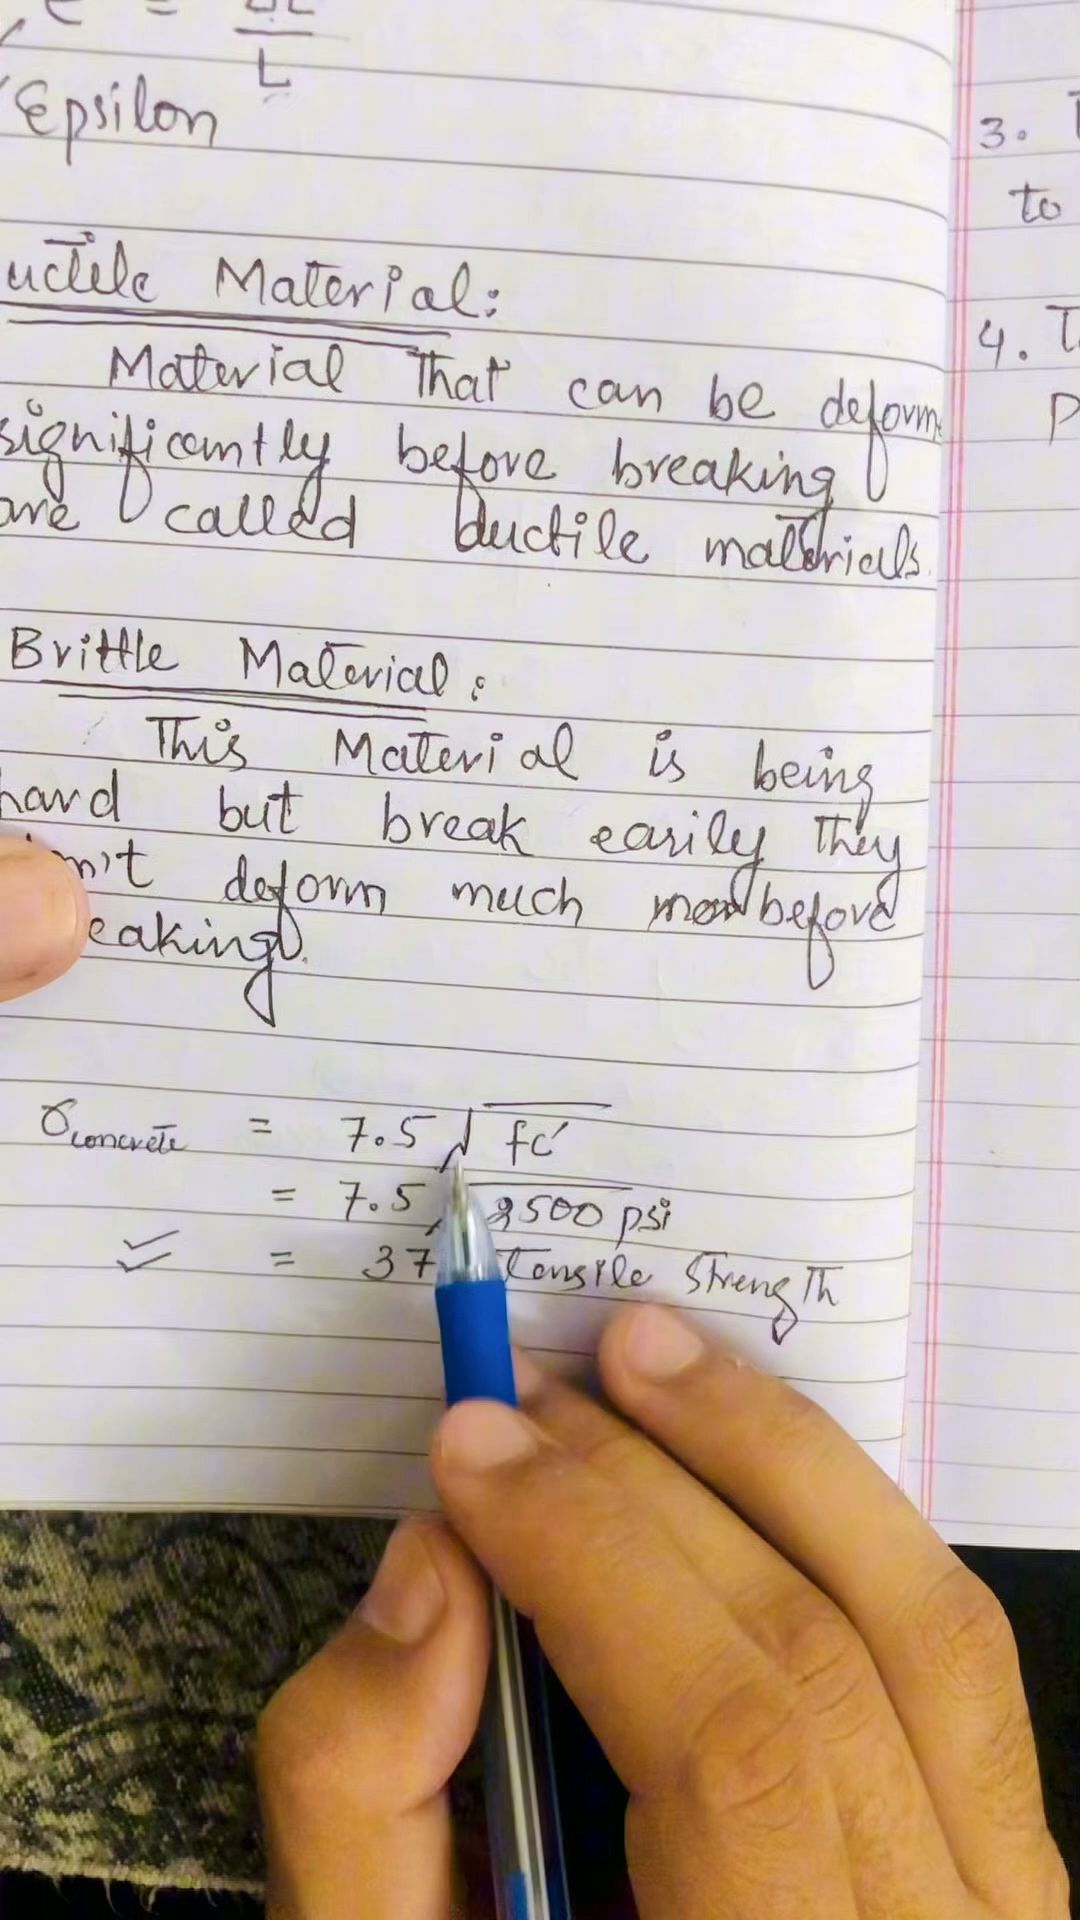 = L
Epsilon
uctile Material:
Material That can be deform
significantly before breaking
are called ductile materials.
Brittle Material:
This Material is being
hard but break easily They
n't deform much before
eaking.
σconcrete = 7.5 √fc'
= 7.5 √2500 psi
= 37 Tensile Strength
3.
to
4.